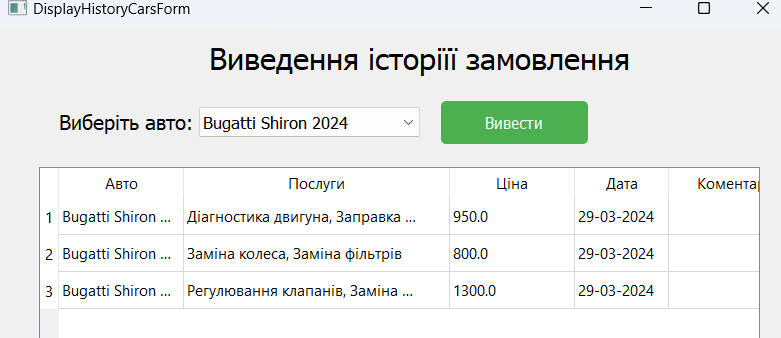 DisplayHistoryCarsForm
Виведення історіїї замовлення
Виберіть авто: Bugatti Shiron 2024 Вивести
Авто Послуги Ціна Дата Коментар
1 Bugatti Shiron ... Діагностика двигуна, Заправка ... 950.0 29-03-2024
2 Bugatti Shiron ... Заміна колеса, Заміна фільтрів 800.0 29-03-2024
3 Bugatti Shiron ... Регулювання клапанів, Заміна ... 1300.0 29-03-2024